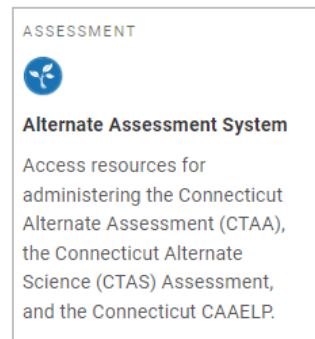 ASSESSMENT
Alternate Assessment System
Access resources for
administering the Connecticut
Alternate Assessment (CTAA),
the Connecticut Alternate
Science (CTAS) Assessment,
and the Connecticut CAAELP.